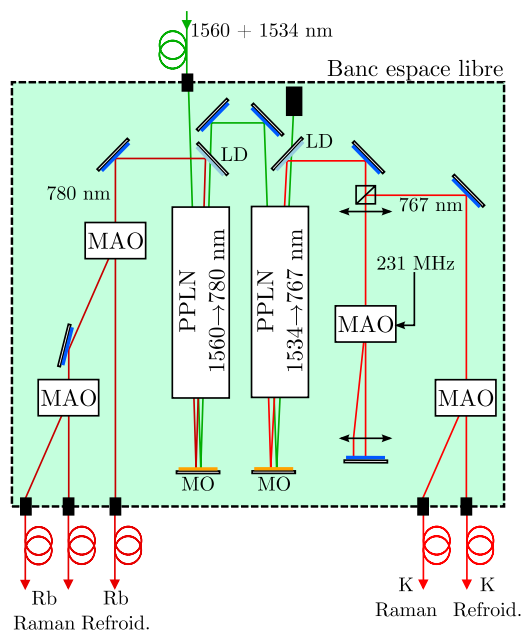 1560 + 1534 nm
Banc espace libre
LD
LD
780 nm
767 nm
MAO
PPLN
1560→780 nm
PPLN
1534→767 nm
231 MHz
MAO
MAO
MAO
MO
MO
Rb
Rb
Raman Refroid.
K
K
Raman
Refroid.